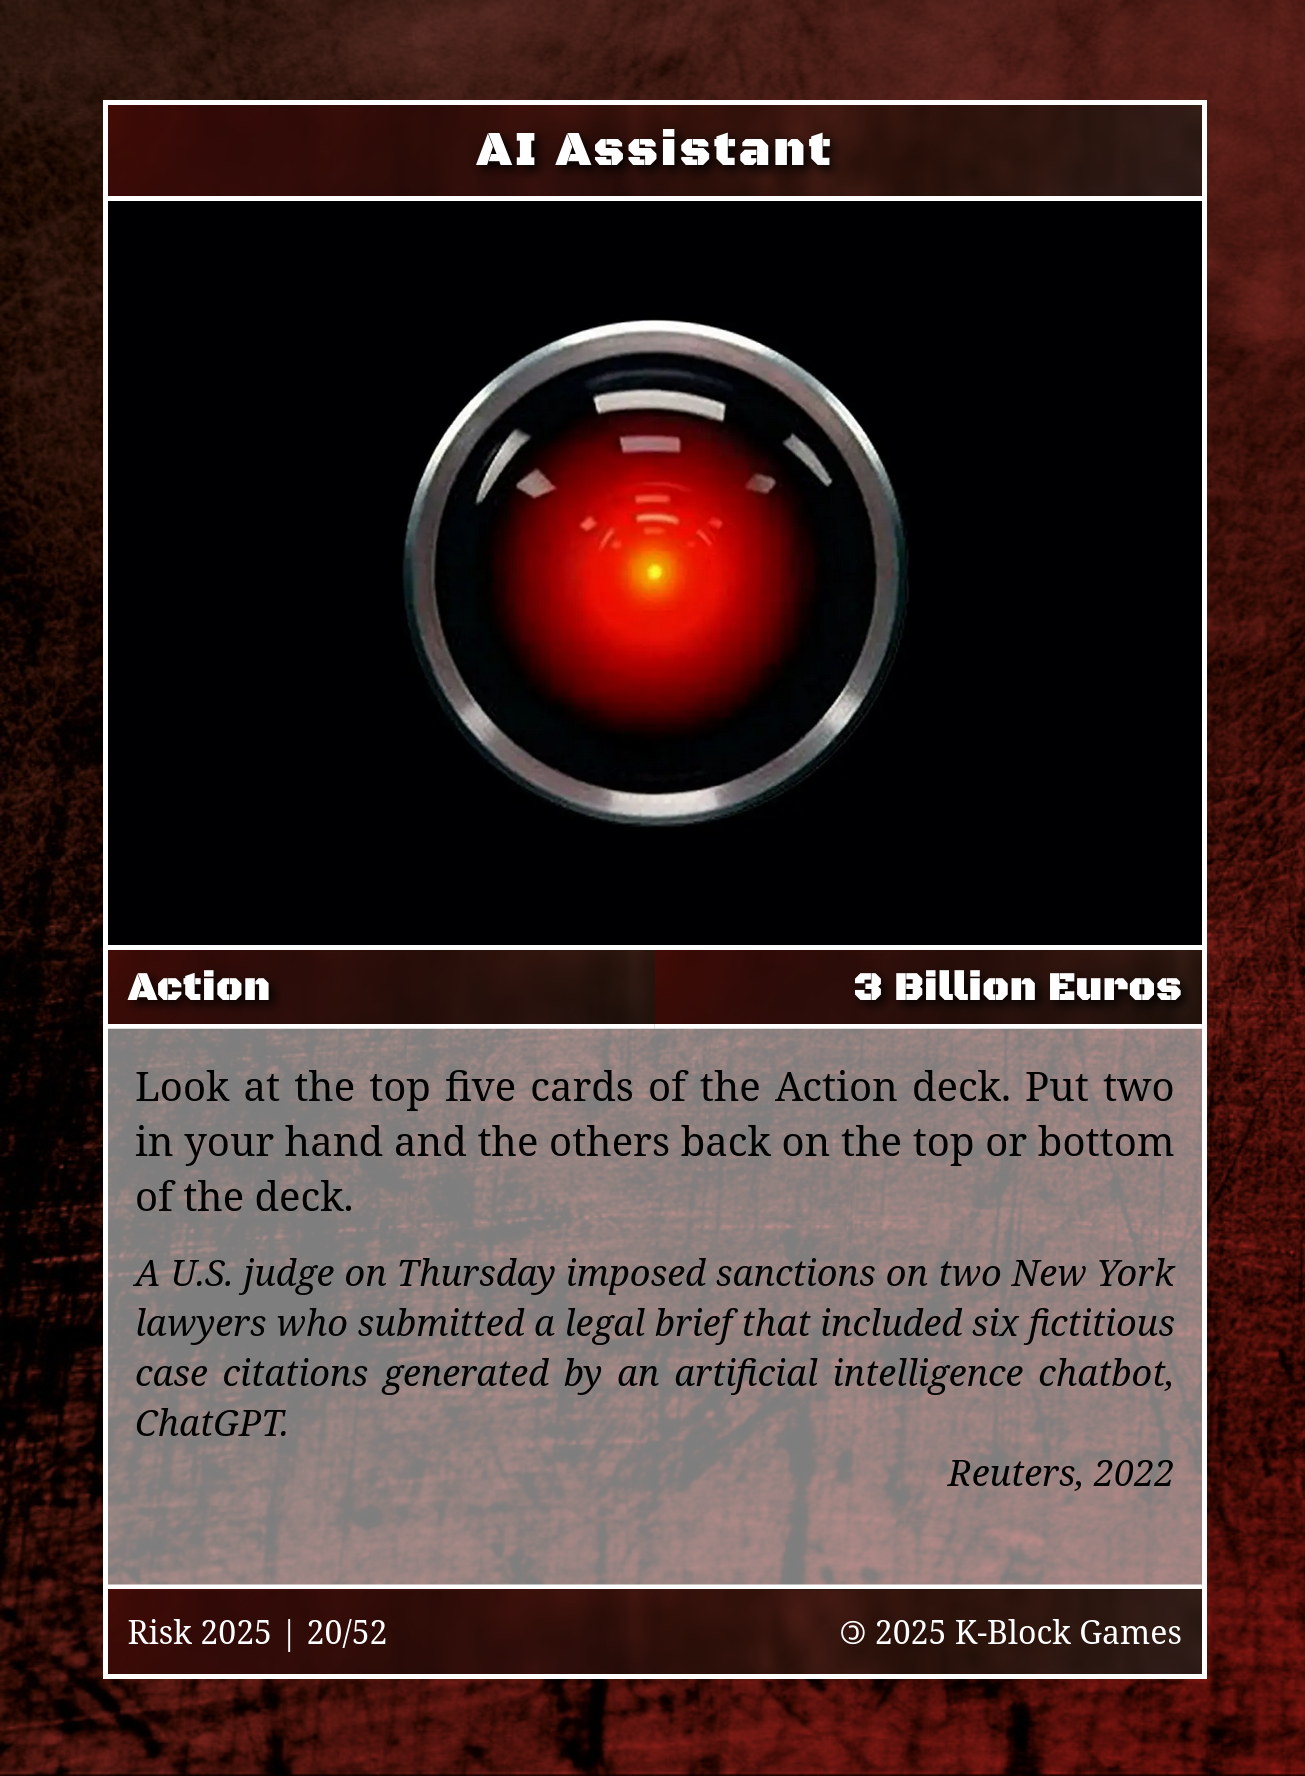 AI Assistant
Action
3 Billion Euros
Look at the top five cards of the Action deck. Put two
in your hand and the others back on the top or bottom
of the deck.
A U.S. judge on Thursday imposed sanctions on two New York
lawyers who submitted a legal brief that included six fictitious
case citations generated by an artificial intelligence chatbot,
ChatGPT.
Reuters, 2022
Risk 2025 | 20/52
🄯 2025 K-Block Games